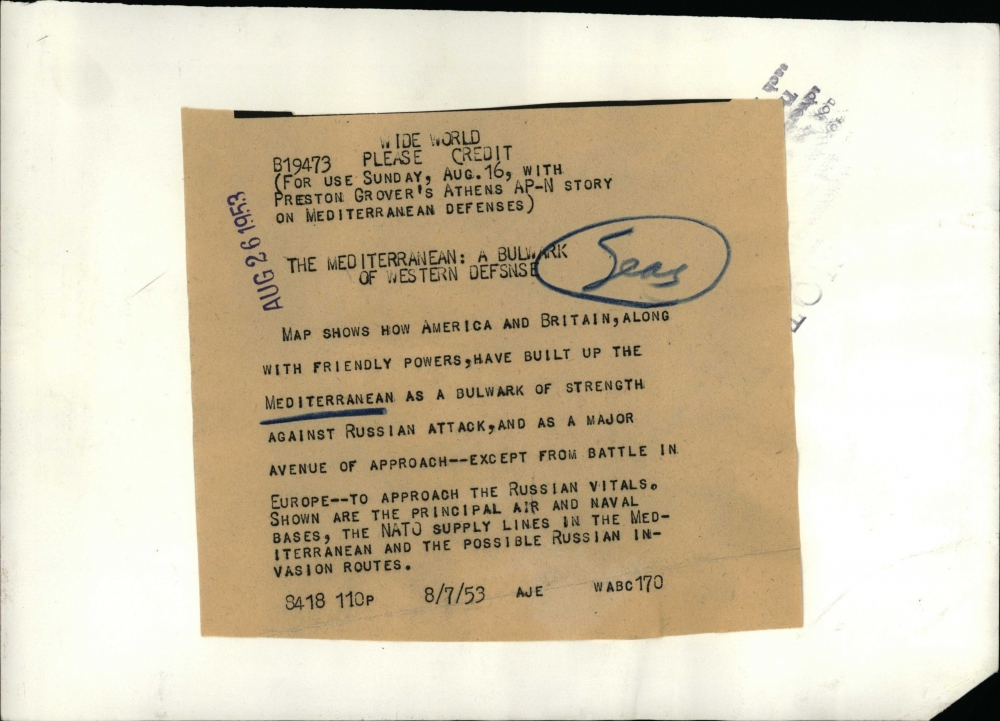 WIDE WORLD
B19473 PLEASE CREDIT
(FOR USE SUNDAY, AUG. 16, WITH
PRESTON GROVER'S ATHENS AP-N STORY
ON MEDITERRANEAN DEFENSES)
AUG 26 1953
THE MEDITERRANEAN: A BULWARK
OF WESTERN DEFSNSE
Seas
MAP SHOWS HOW AMERICA AND BRITAIN,ALONG
WITH FRIENDLY POWERS,HAVE BUILT UP THE
MEDITERRANEAN AS A BULWARK OF STRENGTH
AGAINST RUSSIAN ATTACK,AND AS A MAJOR
AVENUE OF APPROACH--EXCEPT FROM BATTLE IN
EUROPE--TO APPROACH THE RUSSIAN VITALS.
SHOWN ARE THE PRINCIPAL AIR AND NAVAL
BASES, THE NATO SUPPLY LINES IN THE MED-
ITERRANEAN AND THE POSSIBLE RUSSIAN IN-
VASION ROUTES.
8418 110P 8/7/53 AJE WABC170